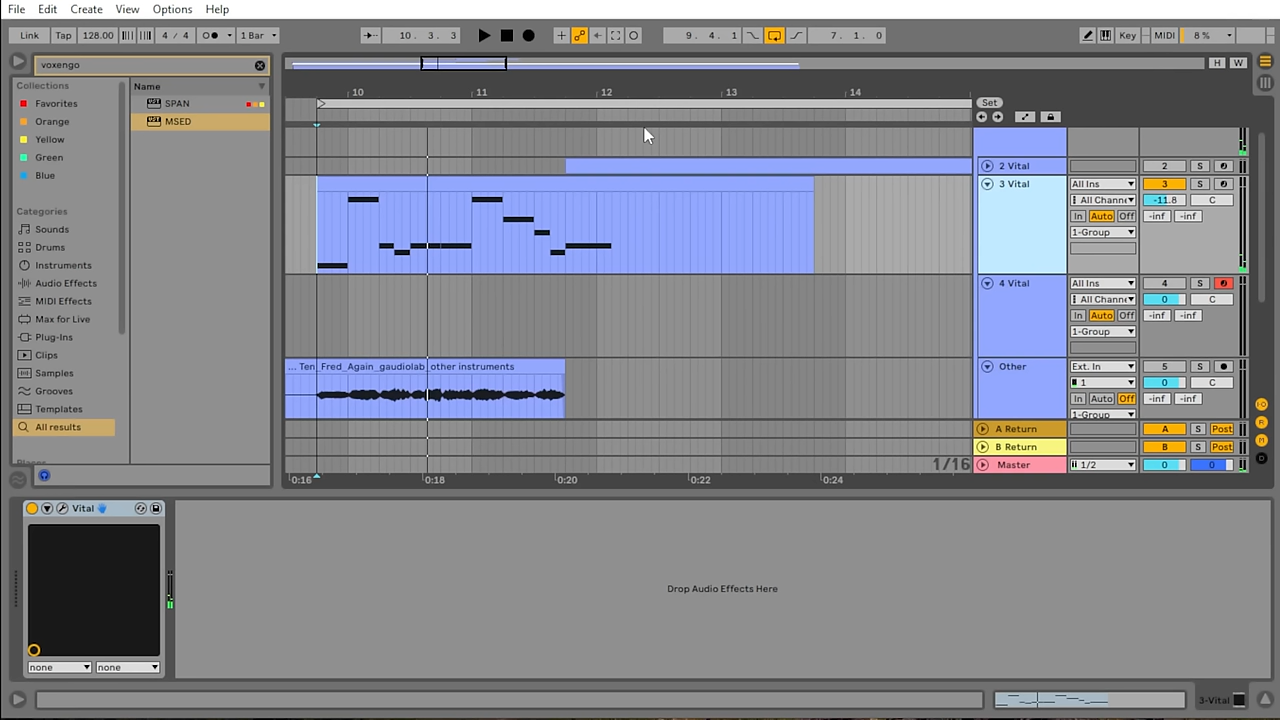 File Edit Create View Options Help
Link Tap 128.00 4 / 4 1 Bar 10. 3. 3 9. 4. 1 7. 1. 0 Key MIDI 8 %
voxengo
H W
Collections Name
Favorites SPAN
Orange MSED
Yellow
Green
Blue
Categories
Sounds
Drums
Instruments
Audio Effects
MIDI Effects
Max for Live
Plug-Ins
Clips
Samples
Grooves
Templates
All results
10 11 12 13 14
Set
2 Vital 2 S
3 Vital All Ins 3 S
All Channe -11.8 C
In Auto Off -inf -inf
1-Group
4 Vital All Ins 4 S
All Channe 0 C
In Auto Off -inf -inf
1-Group
... Ten_Fred_Again_gaudiolab_other instruments
Other Ext. In 5 S
1 0 C
In Auto Off -inf -inf
1-Group
A Return A S Post
B Return B S Post
1/16 Master 1/2 0 0
0:16 0:18 0:20 0:22 0:24
Vital
none none
Drop Audio Effects Here
3-Vital